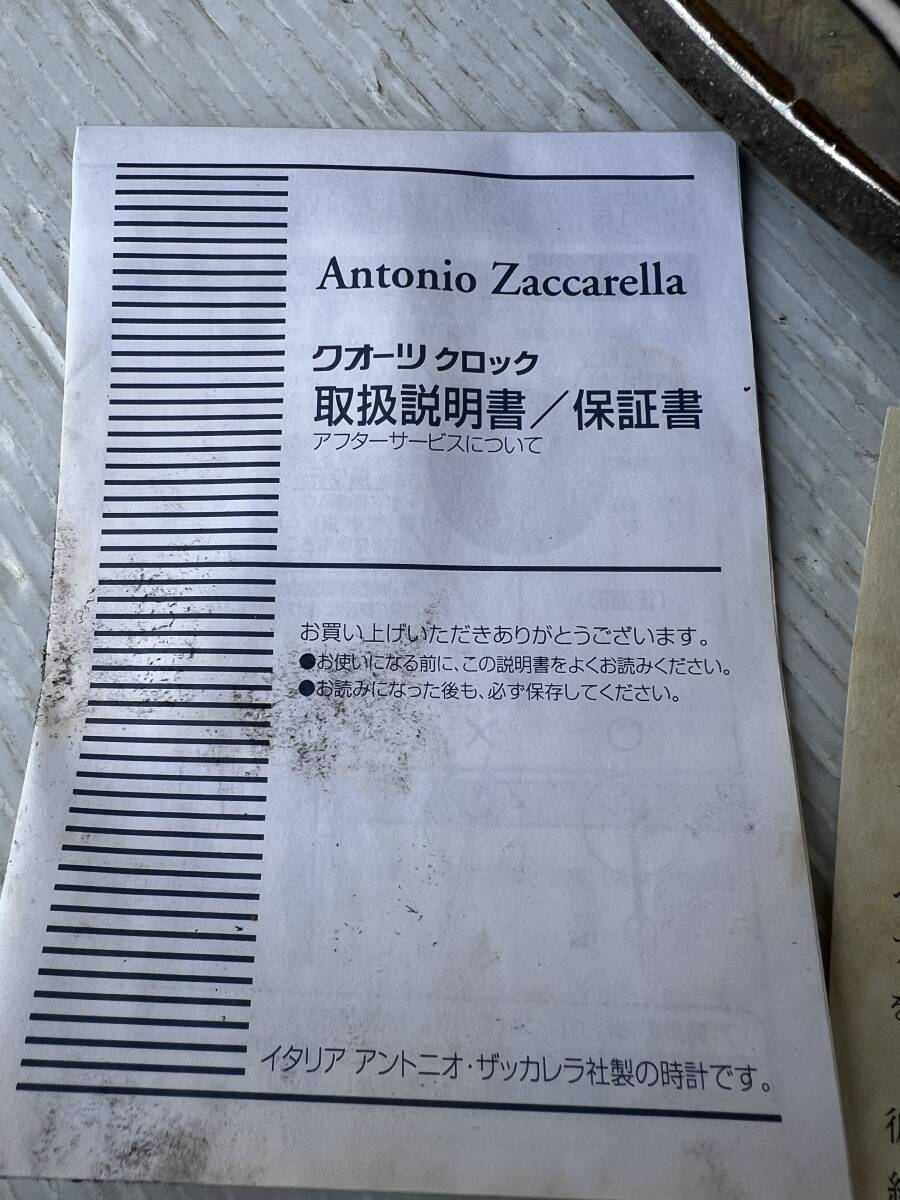 Antonio Zaccarella
クオーツ クロック
取扱説明書／保証書
アフターサービスについて
お買い上げいただきありがとうございます。
●お使いになる前に、この説明書をよくお読みください。
●お読みになった後も、必ず保存してください。
イタリア アントニオ・ザッカレラ社製の時計です。